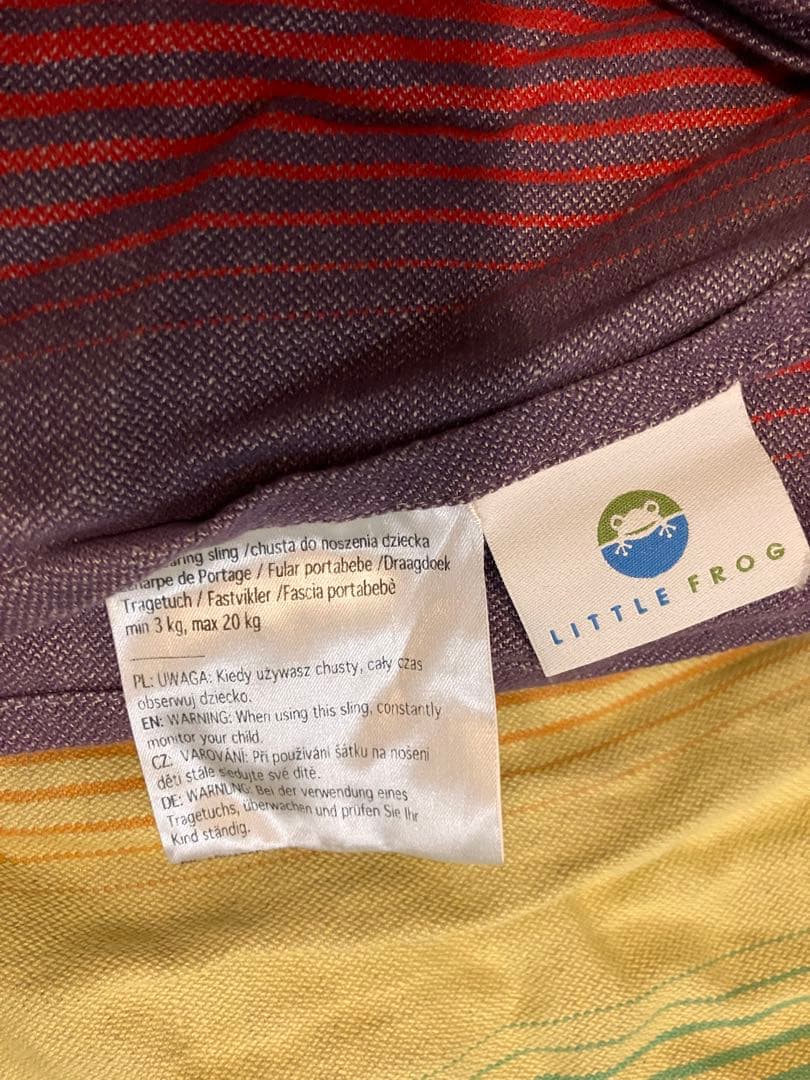 sling /chusta do noszenia dziecka
de Portage / Fular portabebe /Draagdoek
Tragetuch / Fastvikler /Fascia portabebè
min 3 kg, max 20 kg
PL: UWAGA: Kiedy używasz chusty, cały czas
obserwuj dziecko.
EN: WARNING: When using this sling, constantly
monitor your child.
CZ: VAROVÁNÍ: Při používání šátku na nošení
dětí stále sledujte své dítě.
DE: WARNUNG: Bei der verwendung eines
Tragetuchs, überwachen und prüfen Sie Ihr
Kind ständig.
LITTLE FROG